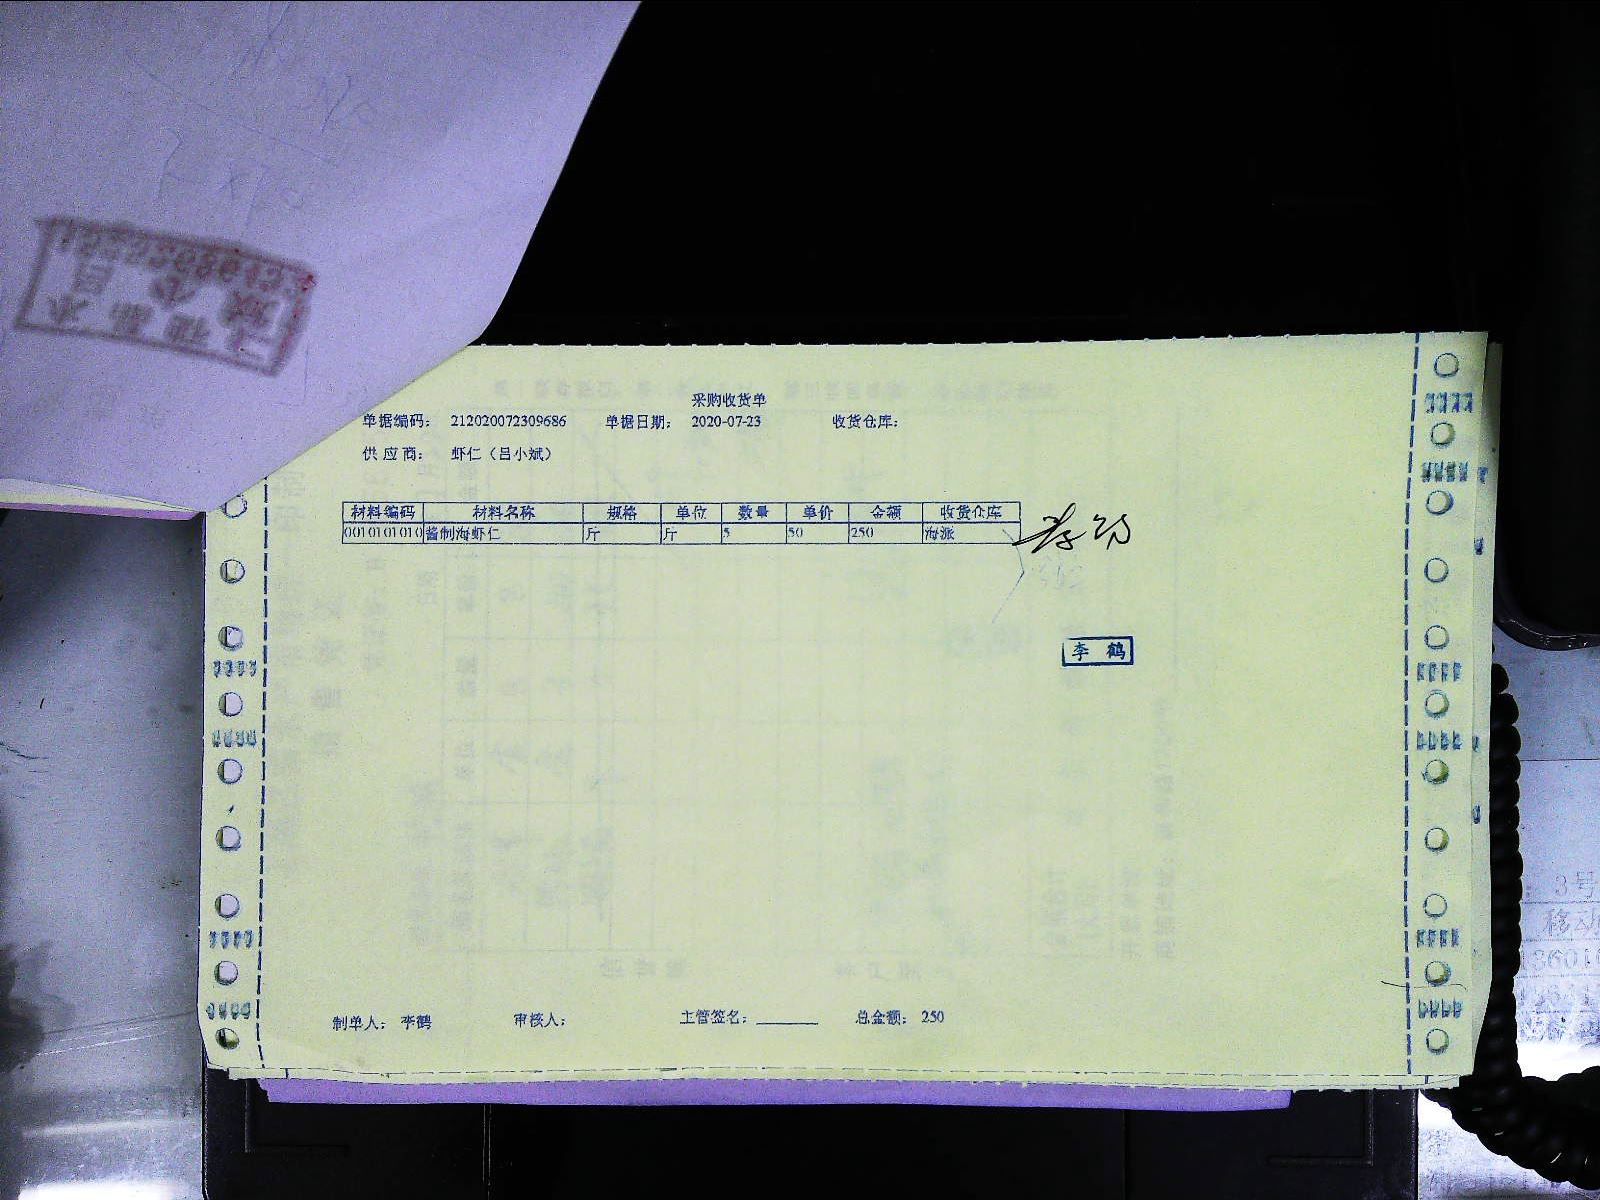 采购收货单
单据编码： 212020072309686 单据日期： 2020-07-23 收货仓库：
供应商： 虾仁（吕小斌）
材料编码 材料名称 规格 单位 数量 单价 金额 收货仓库
0010101010 酱制海虾仁 斤 斤 5 50 250 海派
李 鹤
制单人： 李鹤 审核人： 主管签名： 总金额： 250
3号
移动